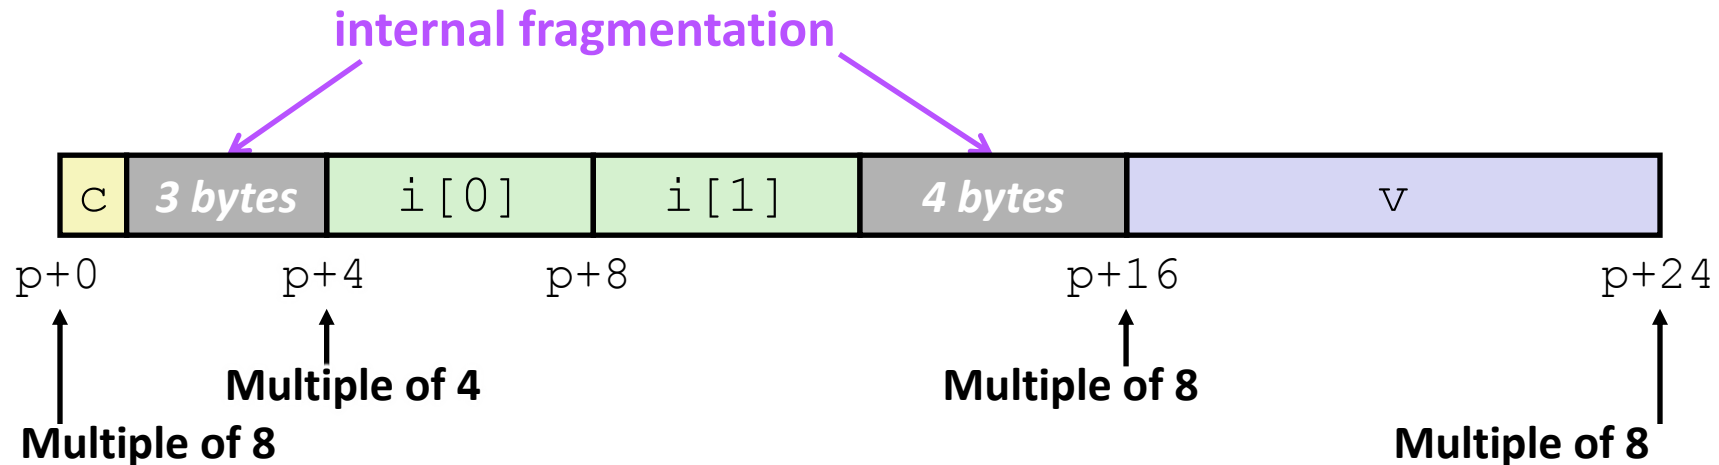 internal fragmentation
c 3 bytes i[0] i[1] 4 bytes v
p+0 p+4 p+8 p+16 p+24
Multiple of 4 Multiple of 8
Multiple of 8 Multiple of 8